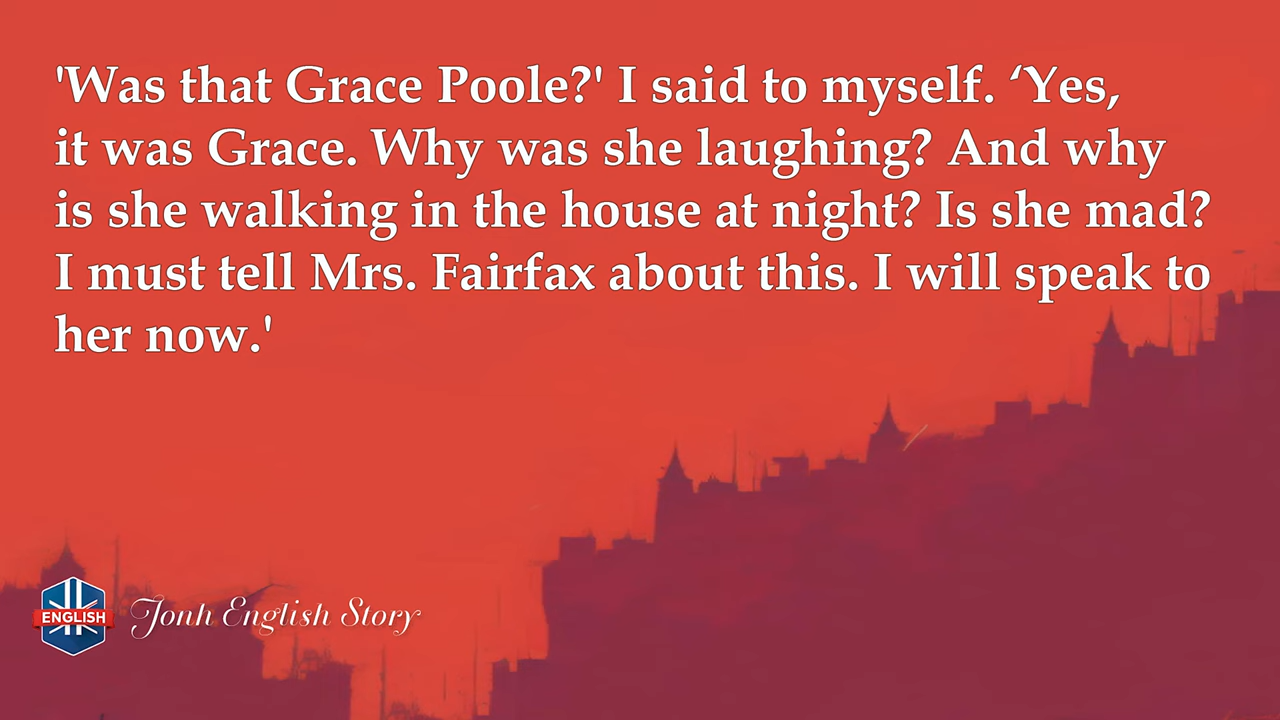 'Was that Grace Poole?' I said to myself. ‘Yes,
it was Grace. Why was she laughing? And why
is she walking in the house at night? Is she mad?
I must tell Mrs. Fairfax about this. I will speak to
her now.'
ENGLISH
Jonh English Story